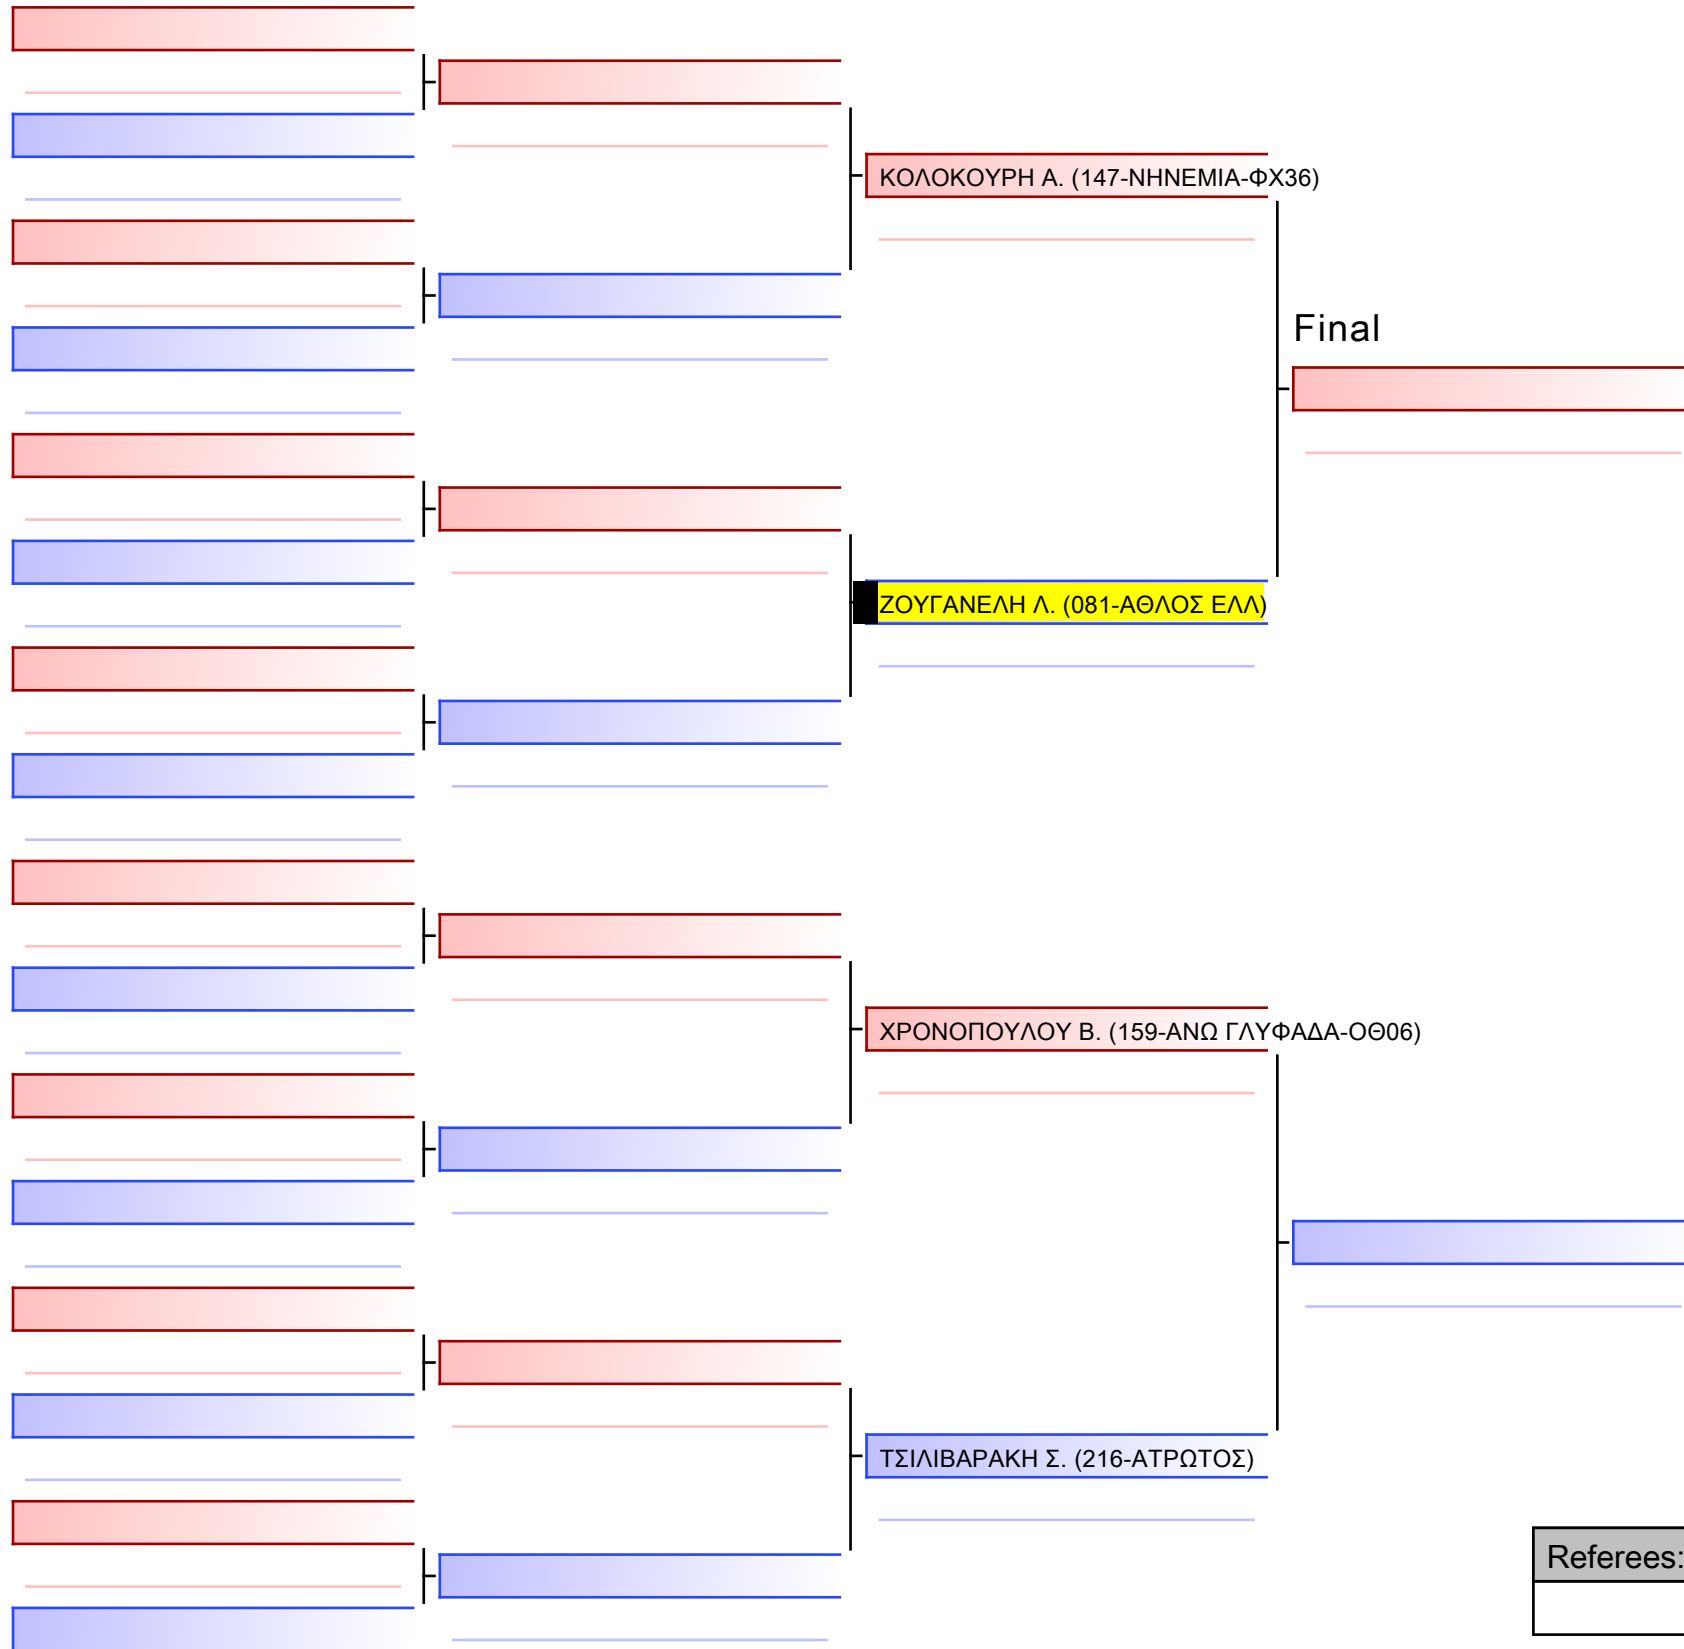 ΚΟΛΟΚΟΥΡΗ Α. (147-ΝΗΝΕΜΙΑ-ΦΧ36)
Final
ΖΟΥΓΑΝΕΛΗ Λ. (081-ΑΘΛΟΣ ΕΛΛ)
ΧΡΟΝΟΠΟΥΛΟΥ Β. (159-ΑΝΩ ΓΛΥΦΑΔΑ-ΟΘ06)
ΤΣΙΛΙΒΑΡΑΚΗ Σ. (216-ΑΤΡΩΤΟΣ)
Referees: